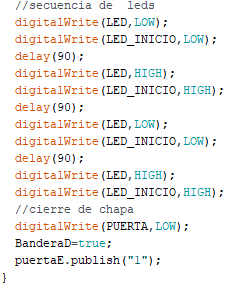 //secuencia de  leds
digitalWrite(LED,LOW);
digitalWrite(LED_INICIO,LOW);
delay(90);
digitalWrite(LED,HIGH);
digitalWrite(LED_INICIO,HIGH);
delay(90);
digitalWrite(LED,LOW);
digitalWrite(LED_INICIO,LOW);
delay(90);
digitalWrite(LED,HIGH);
digitalWrite(LED_INICIO,HIGH);
//cierre de chapa
digitalWrite(PUERTA,LOW);
BanderaD=true;
puertaE.publish("1");
}